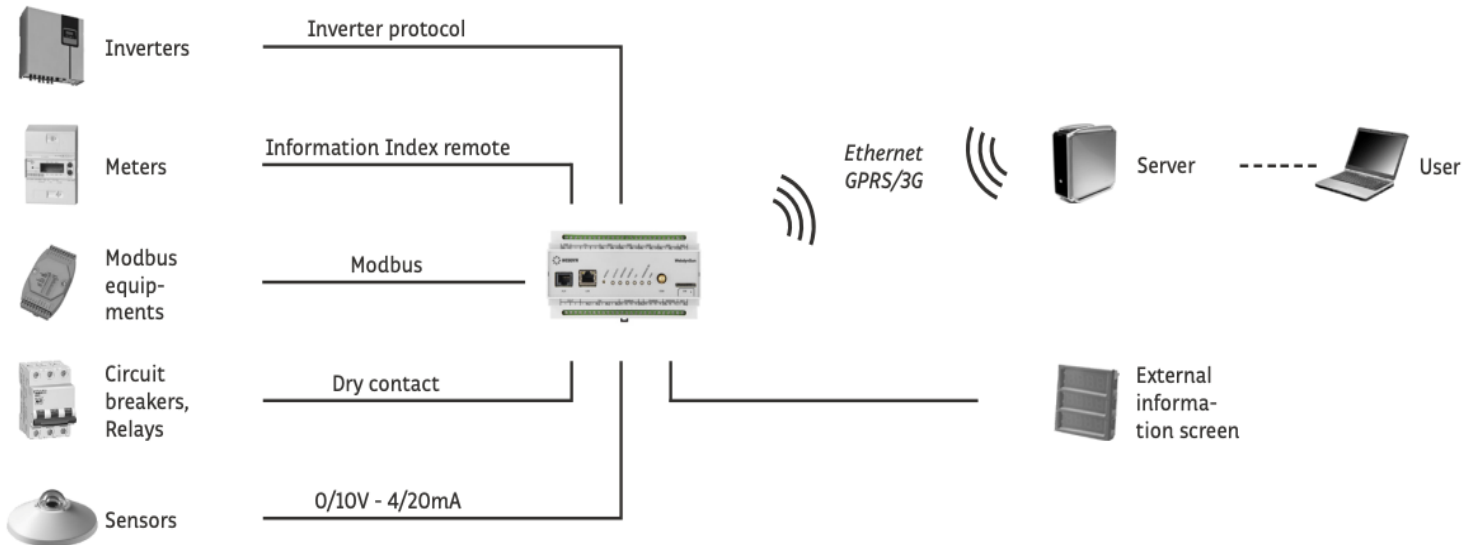 Inverters
Inverter protocol
Meters
Information Index remote
Ethernet
GPRS/3G
Server
User
Modbus
equip-
ments
Modbus
Circuit
breakers,
Relays
Dry contact
External
informa-
tion screen
Sensors
0/10V - 4/20mA